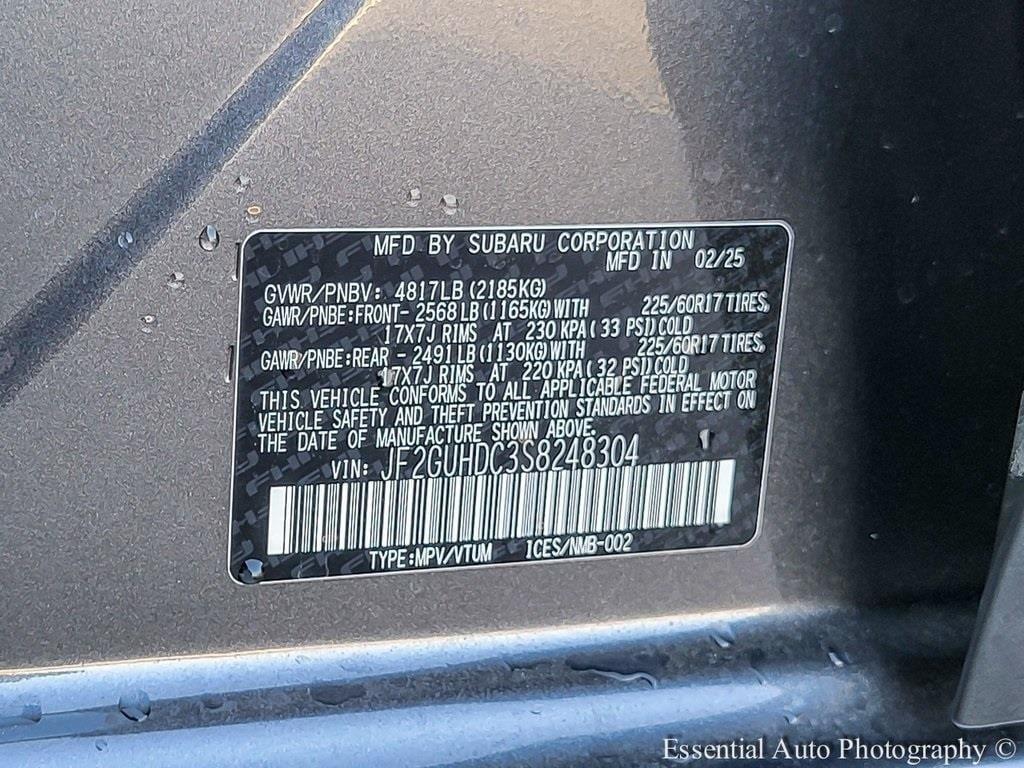 MFD BY SUBARU CORPORATION
MFD IN 02/25
GVWR/PNBV: 4817LB (2185KG)
GAWR/PNBE:FRONT- 2568LB (1165KG) WITH 225/60R17 TIRES,
17X7J RIMS AT 230 KPA ( 33 PSI) COLD
GAWR/PNBE:REAR - 2491LB (1130KG) WITH 225/60R17 TIRES,
17X7J RIMS AT 220 KPA ( 32 PSI) COLD
THIS VEHICLE CONFORMS TO ALL APPLICABLE FEDERAL MOTOR
VEHICLE SAFETY AND THEFT PREVENTION STANDARDS IN EFFECT ON
THE DATE OF MANUFACTURE SHOWN ABOVE.
VIN: JF2GUHDC3S8248304
TYPE:MPV/VTUM ICES/NMB-002
Essential Auto Photography ©